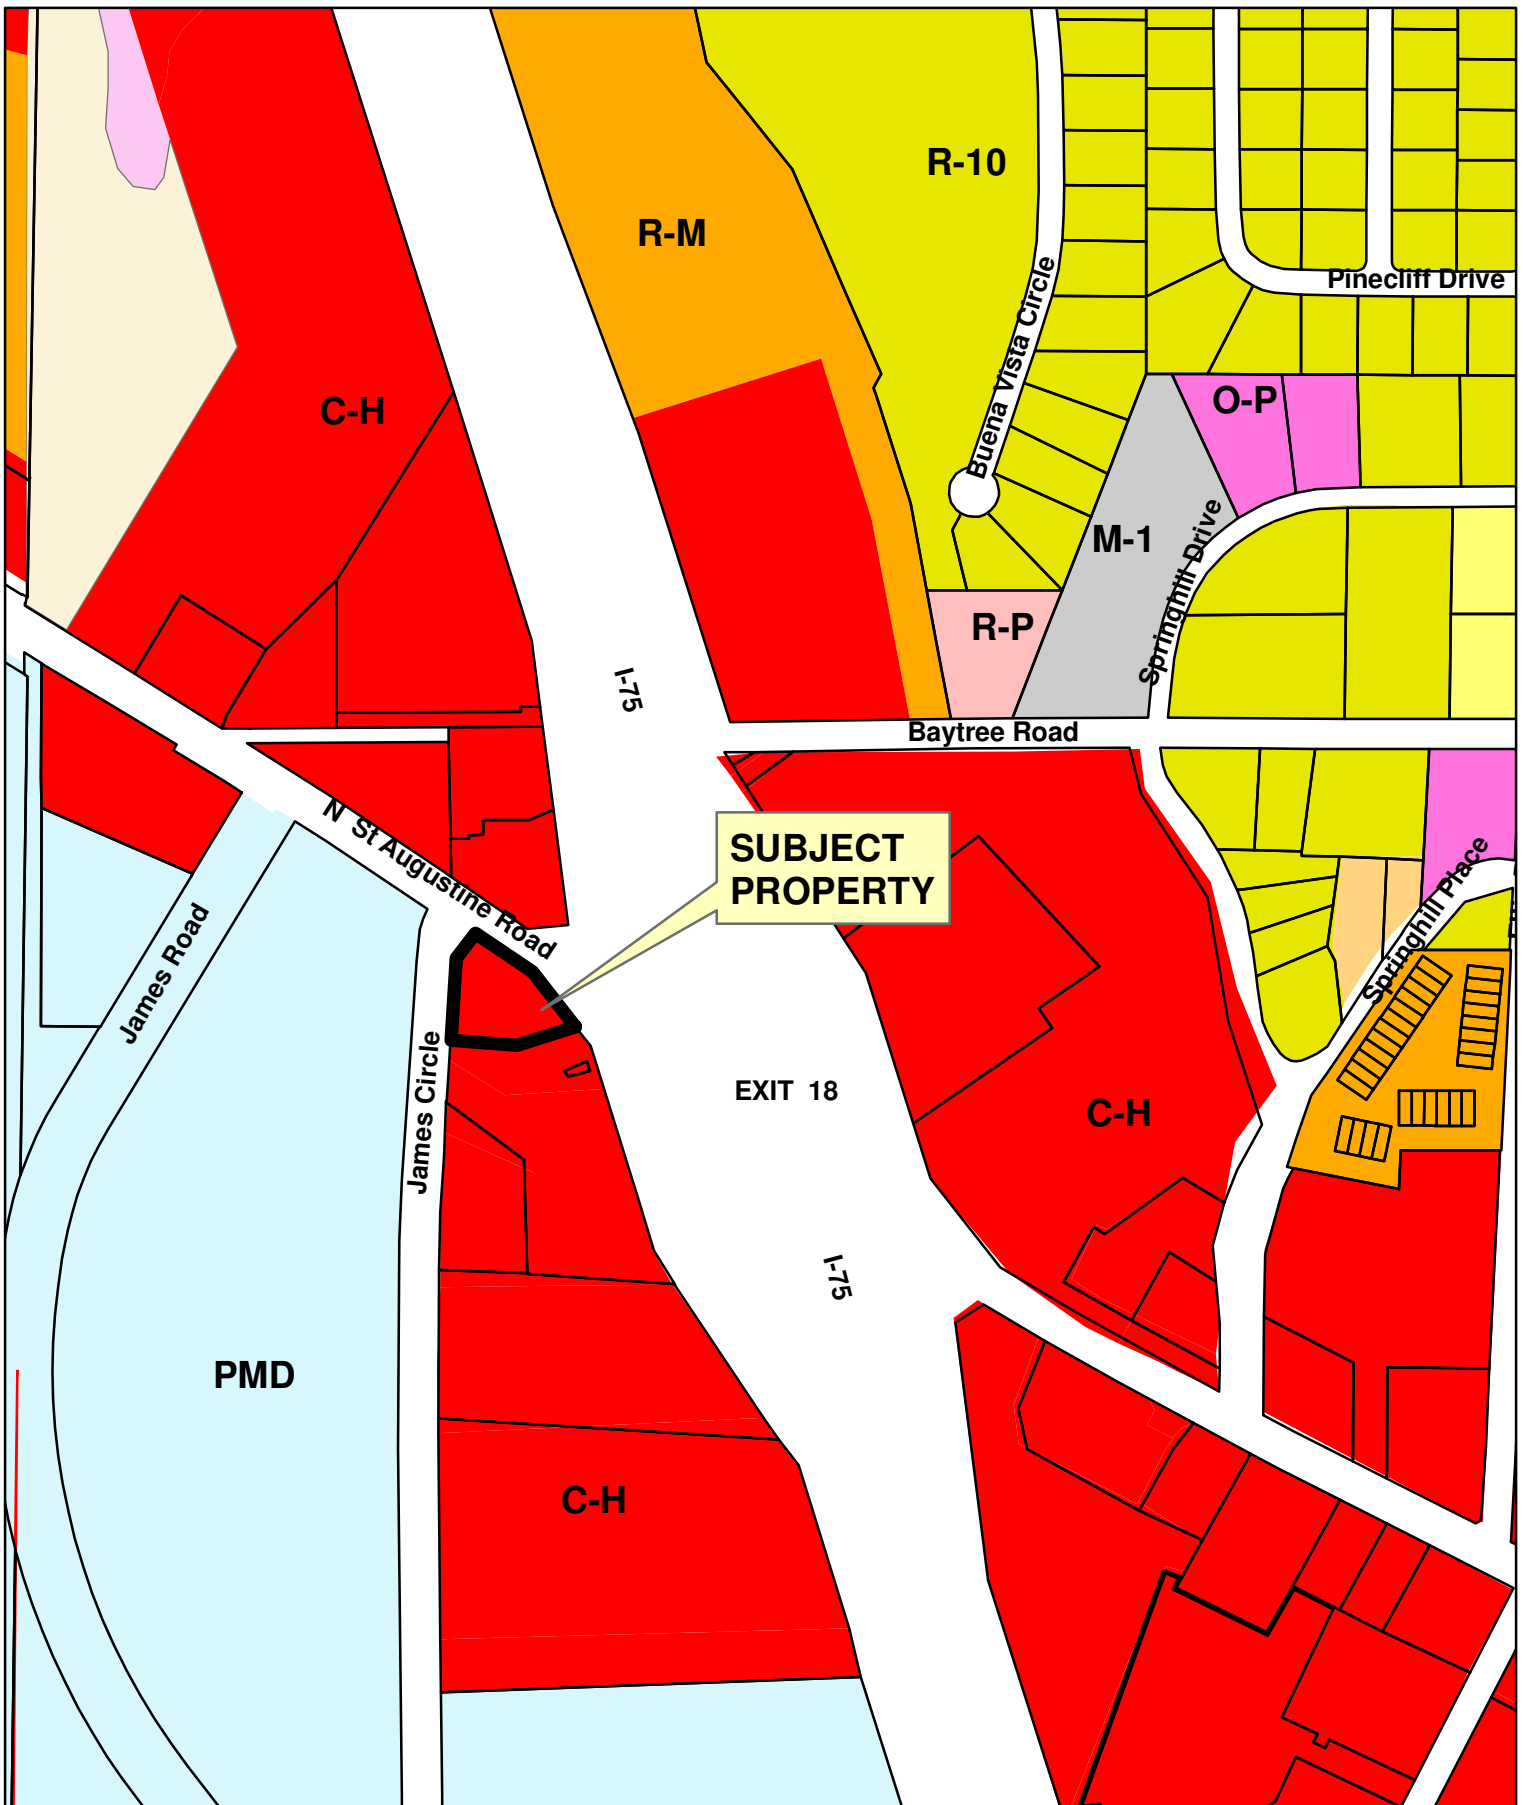 R-10
R-M
Pinecliff Drive
Buena Vista Circle
C-H
O-P
M-1
Springhill Drive
R-P
I-75
Baytree Road
N St Augustine Road
SUBJECT
PROPERTY
Springhill Place
James Road
James Circle
EXIT 18
C-H
I-75
PMD
C-H